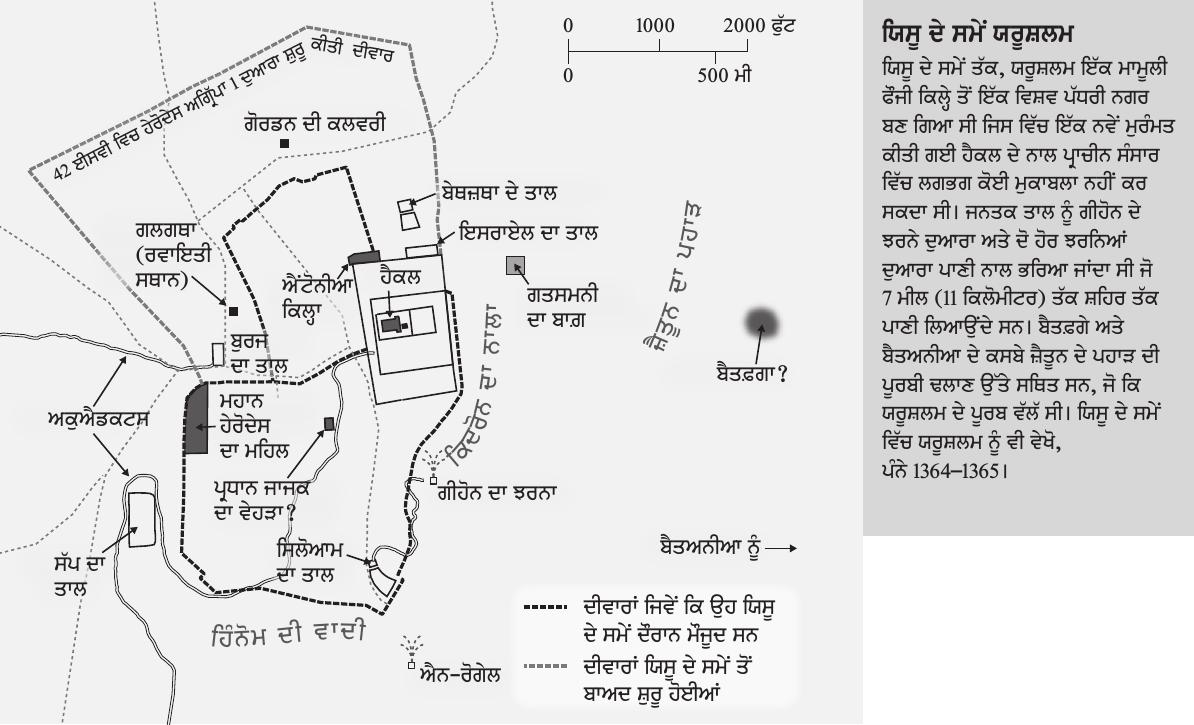 0 1000 2000 ਫੁੱਟ
0 500 ਮੀ
42 ਈਸਵੀ ਵਿਚ ਹੇਰੋਦੇਸ ਅਗ੍ਰਿੱਪਾ 1 ਦੁਆਰਾ ਸ਼ੁਰੂ ਕੀਤੀ ਦੀਵਾਰ
ਗੋਰਡਨ ਦੀ ਕਲਵਰੀ
ਬੇਥਜ਼ਥਾ ਦੇ ਤਾਲ
ਇਸਰਾਏਲ ਦਾ ਤਾਲ
ਗਲਗਥਾ
(ਰਵਾਇਤੀ
ਸਥਾਨ)
ਐਂਟੋਨੀਆ
ਕਿਲ੍ਹਾ
ਹੈਕਲ
ਗਤਸਮਨੀ
ਦਾ ਬਾਗ਼
ਜ਼ੈਤੂਨ ਦਾ ਪਹਾੜ
ਬੈਤਫ਼ਗਾ?
ਬੁਰਜ
ਦਾ ਤਾਲ
ਕਿਦਰੋਨ ਦਾ ਨਾਲਾ
ਅਕੁਐਡਕਟਸ਼
ਮਹਾਨ
ਹੇਰੋਦੇਸ
ਦਾ ਮਹਿਲ
ਪ੍ਰਧਾਨ ਜਾਜਕ
ਦਾ ਵੇਹੜਾ?
ਗੀਹੋਨ ਦਾ ਝਰਨਾ
ਸੱਪ ਦਾ
ਤਾਲ
ਸਿਲੋਆਮ
ਦਾ ਤਾਲ
ਬੈਤਅਨੀਆ ਨੂੰ
ਹਿੰਨੋਮ ਦੀ ਵਾਦੀ
ਐਨ-ਰੋਗੇਲ
ਦੀਵਾਰਾਂ ਜਿਵੇਂ ਕਿ ਉਹ ਯਿਸੂ
ਦੇ ਸਮੇਂ ਦੌਰਾਨ ਮੌਜੂਦ ਸਨ
ਦੀਵਾਰਾਂ ਯਿਸੂ ਦੇ ਸਮੇਂ ਤੋਂ
ਬਾਅਦ ਸ਼ੁਰੂ ਹੋਈਆਂ
ਯਿਸੂ ਦੇ ਸਮੇਂ ਯਰੂਸ਼ਲਮ
ਯਿਸੂ ਦੇ ਸਮੇਂ ਤੱਕ, ਯਰੂਸ਼ਲਮ ਇੱਕ ਮਾਮੂਲੀ
ਫੌਜੀ ਕਿਲ੍ਹੇ ਤੋਂ ਇੱਕ ਵਿਸ਼ਵ ਪੱਧਰੀ ਨਗਰ
ਬਣ ਗਿਆ ਸੀ ਜਿਸ ਵਿੱਚ ਇੱਕ ਨਵੇਂ ਮੁਰੰਮਤ
ਕੀਤੀ ਗਈ ਹੈਕਲ ਦੇ ਨਾਲ ਪ੍ਰਾਚੀਨ ਸੰਸਾਰ
ਵਿੱਚ ਲਗਭਗ ਕੋਈ ਮੁਕਾਬਲਾ ਨਹੀਂ ਕਰ
ਸਕਦਾ ਸੀ। ਜਨਤਕ ਤਾਲ ਨੂੰ ਗੀਹੋਨ ਦੇ
ਝਰਨੇ ਦੁਆਰਾ ਅਤੇ ਦੋ ਹੋਰ ਝਰਨਿਆਂ
ਦੁਆਰਾ ਪਾਣੀ ਨਾਲ ਭਰਿਆ ਜਾਂਦਾ ਸੀ ਜੋ
7 ਮੀਲ (11 ਕਿਲੋਮੀਟਰ) ਤੱਕ ਸ਼ਹਿਰ ਤੱਕ
ਪਾਣੀ ਲਿਆਉਂਦੇ ਸਨ। ਬੈਤਫ਼ਗੇ ਅਤੇ
ਬੈਤਅਨੀਆ ਦੇ ਕਸਬੇ ਜ਼ੈਤੂਨ ਦੇ ਪਹਾੜ ਦੀ
ਪੂਰਬੀ ਢਲਾਣ ਉੱਤੇ ਸਥਿਤ ਸਨ, ਜੋ ਕਿ
ਯਰੂਸ਼ਲਮ ਦੇ ਪੂਰਬ ਵੱਲੋਂ ਸੀ। ਯਿਸੂ ਦੇ ਸਮੇਂ
ਵਿੱਚ ਯਰੂਸ਼ਲਮ ਨੂੰ ਵੀ ਵੇਖੋ,
ਪੰਨੇ 1364–1365।